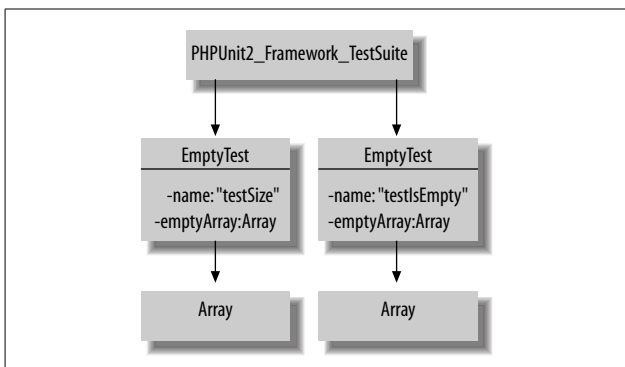 PHPUnit2_Framework_TestSuite
EmptyTest
-name: "testSize"
-emptyArray:Array
EmptyTest
-name: "testIsEmpty"
-emptyArray:Array
Array
Array